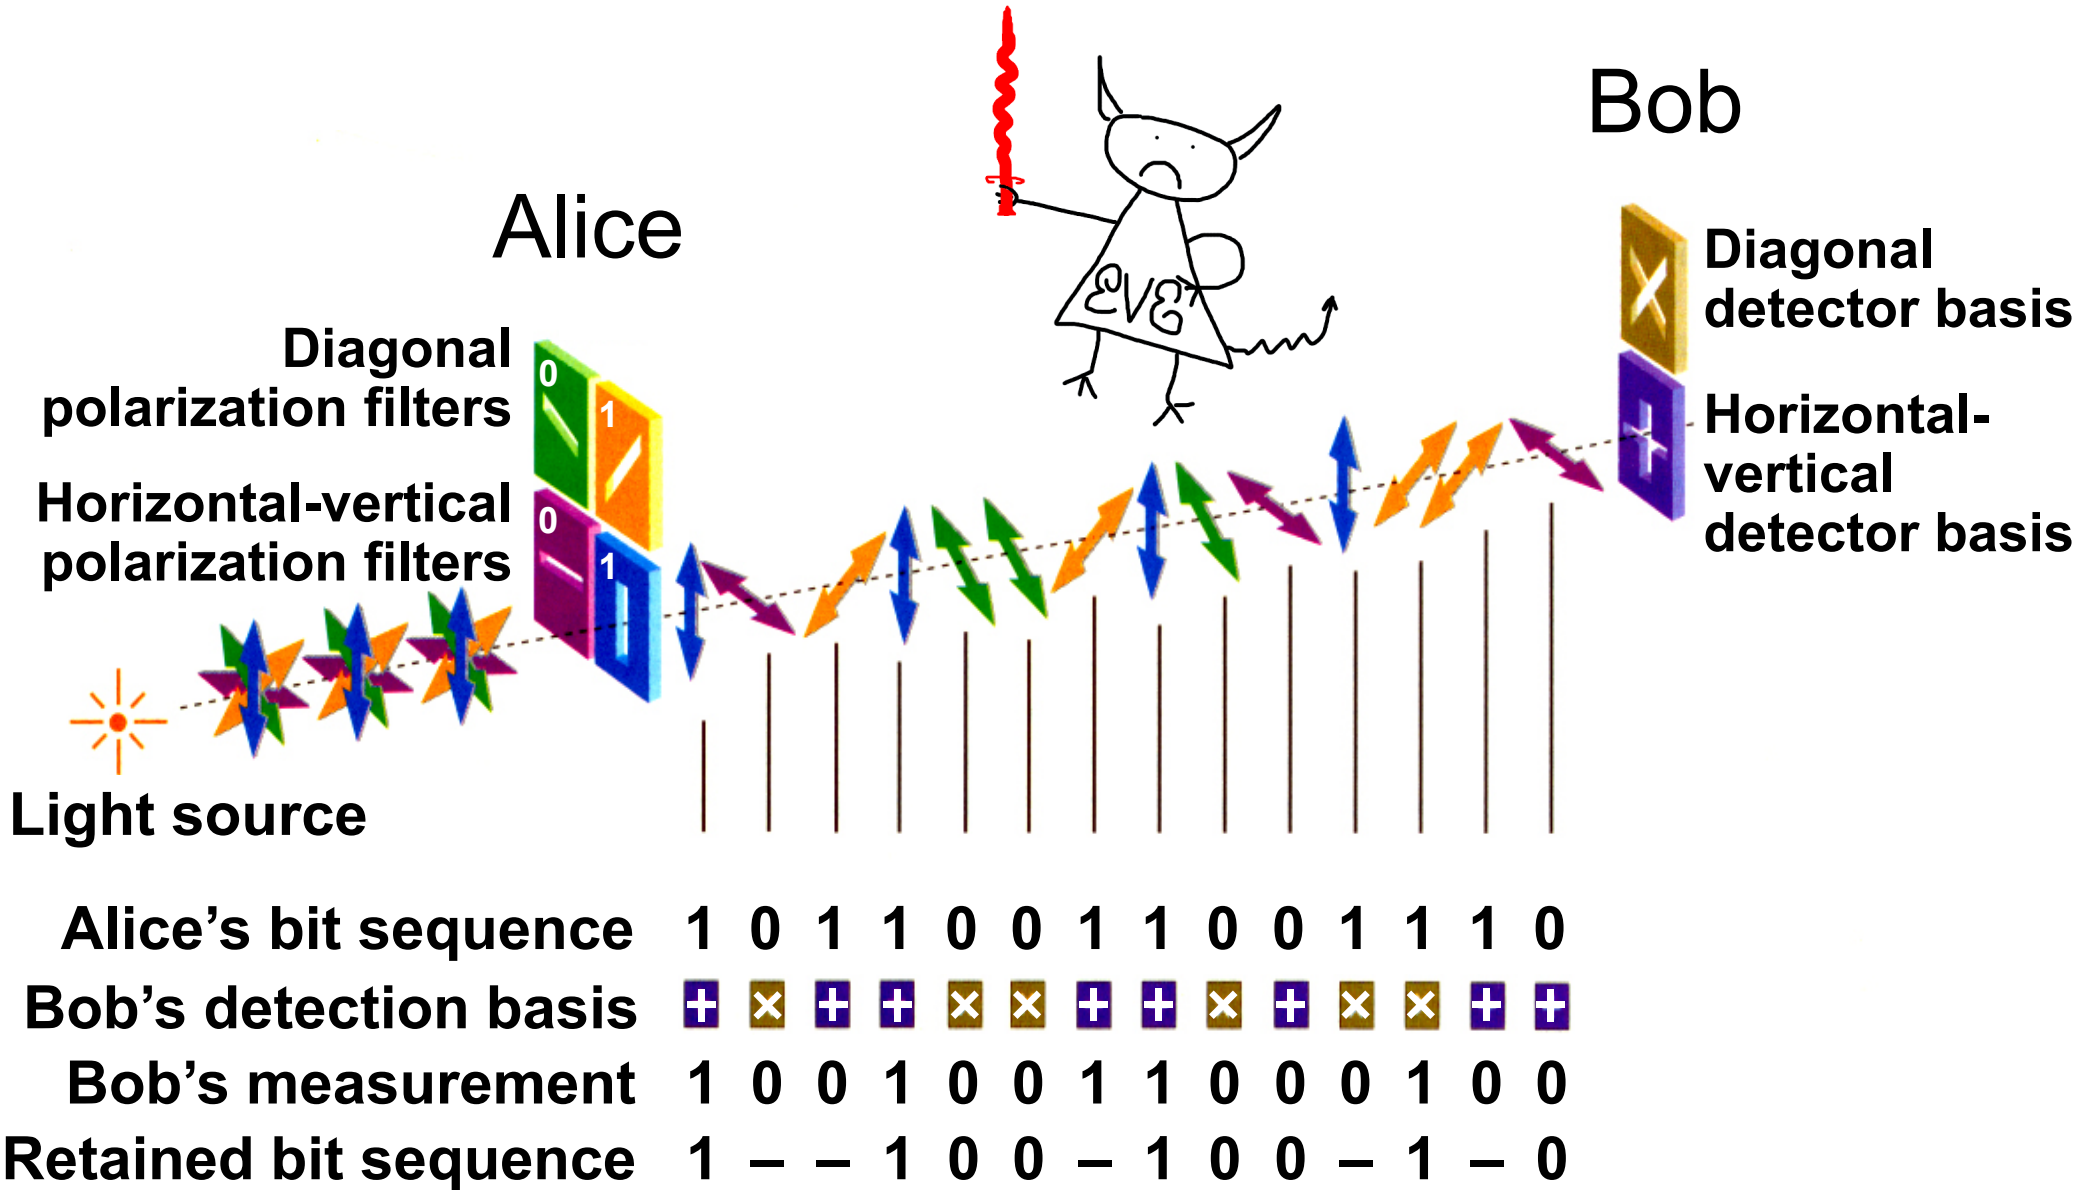 Alice
Bob
EVE
Diagonal
polarization filters
Horizontal-vertical
polarization filters
0
1
0
1
Diagonal
detector basis
Horizontal-
vertical
detector basis
Light source
Alice’s bit sequence 1 0 1 1 0 0 1 1 0 0 1 1 1 0
Bob’s detection basis + × + + × × + + × + × × + +
Bob’s measurement 1 0 0 1 0 0 1 1 0 0 0 1 0 0
Retained bit sequence 1 – – 1 0 0 – 1 0 0 – 1 – 0